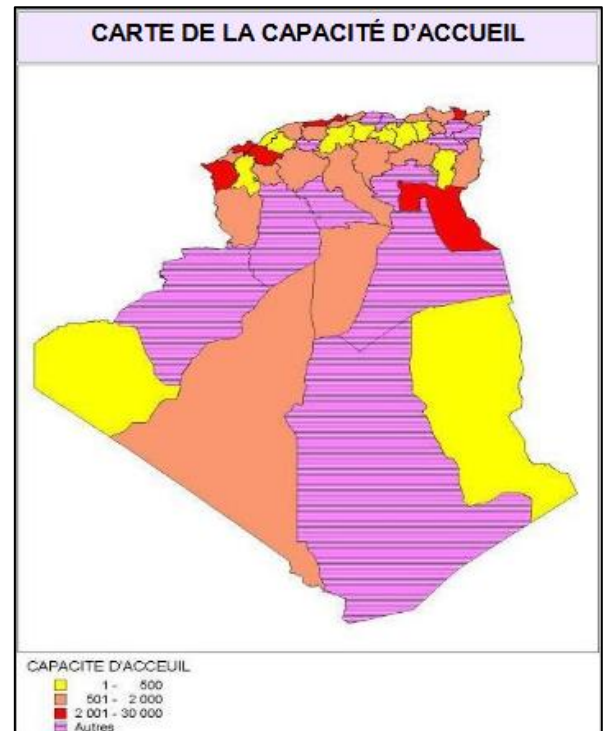 CARTE DE LA CAPACITÉ D'ACCUEIL
CAPACITE D'ACCEUIL
1 - 500
501 - 2 000
2 001 - 30 000
Autres